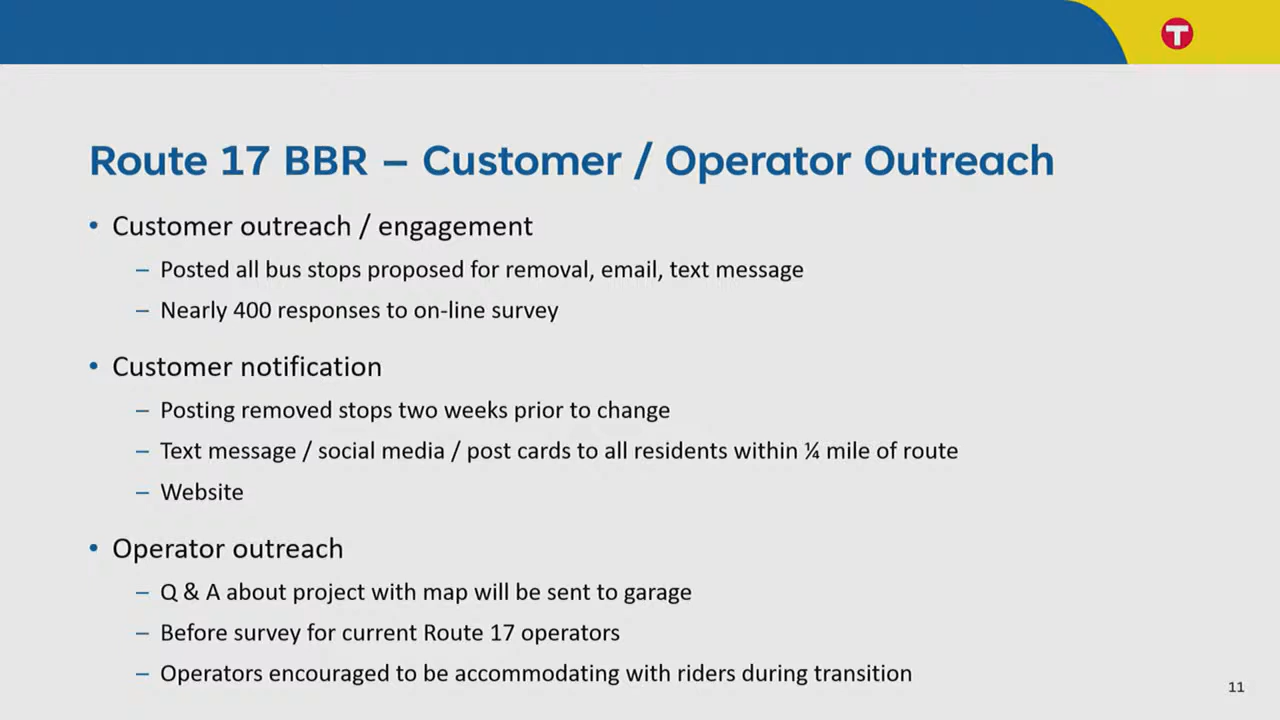 T
Route 17 BBR – Customer / Operator Outreach
• Customer outreach / engagement
– Posted all bus stops proposed for removal, email, text message
– Nearly 400 responses to on-line survey
• Customer notification
– Posting removed stops two weeks prior to change
– Text message / social media / post cards to all residents within ¼ mile of route
– Website
• Operator outreach
– Q & A about project with map will be sent to garage
– Before survey for current Route 17 operators
– Operators encouraged to be accommodating with riders during transition
11